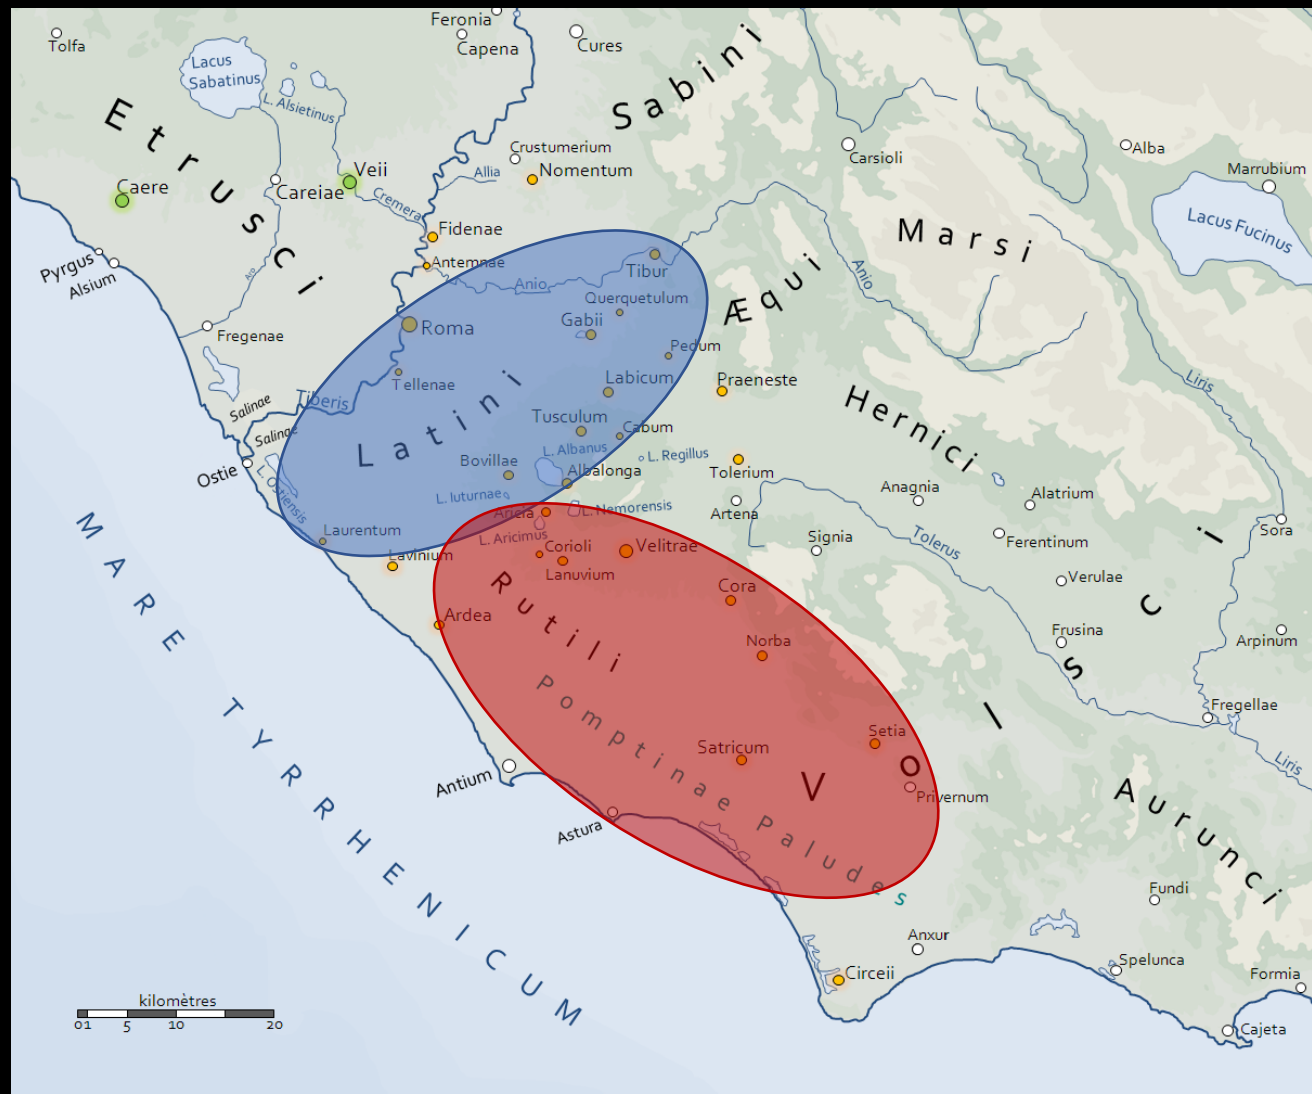 Feronia
Tolfa
Capena
Cures
Lacus
Sabatinus
L. Alsietinus
Sabini
Etrusci
Crustumerium
Nomentum
Allia
Carsioli
Alba
Marrubium
Lacus Fucinus
Caere
Careiae
Veii
Cremera
Fidenae
Antemnae
Anio
Tibur
Marsi
Æqui
Anio
Pyrgus
Alsium
Querquetulum
Gabii
Roma
Fregenae
Pedum
Tellenae
Labicum
Praeneste
Liris
Tiberis
Salinae
Salinae
Latini
Tusculum
Cabum
Hernici
L. Albanus
L. Regillus
Bovillae
Albalonga
Tolerium
Ostie
L. Ostiensis
L. Iuturnae
L. Nemorensis
Artena
Anagnia
Alatrium
Aricia
Laurentum
L. Aricimus
Signia
Tolerus
Ferentinum
Sora
Lavinium
Corioli
Velitrae
Lanuvium
Verulae
Cora
Rutili
Ardea
Norba
Frusina
Arpinum
Volsci
MARE TYRRHENICUM
Pomptinae Paludes
Setia
Satricum
Fregellae
Liris
Antium
Privernum
Astura
Aurunci
Fundi
Anxur
Circeii
Spelunca
Formia
Cajeta
kilomètres
01 5 10 20